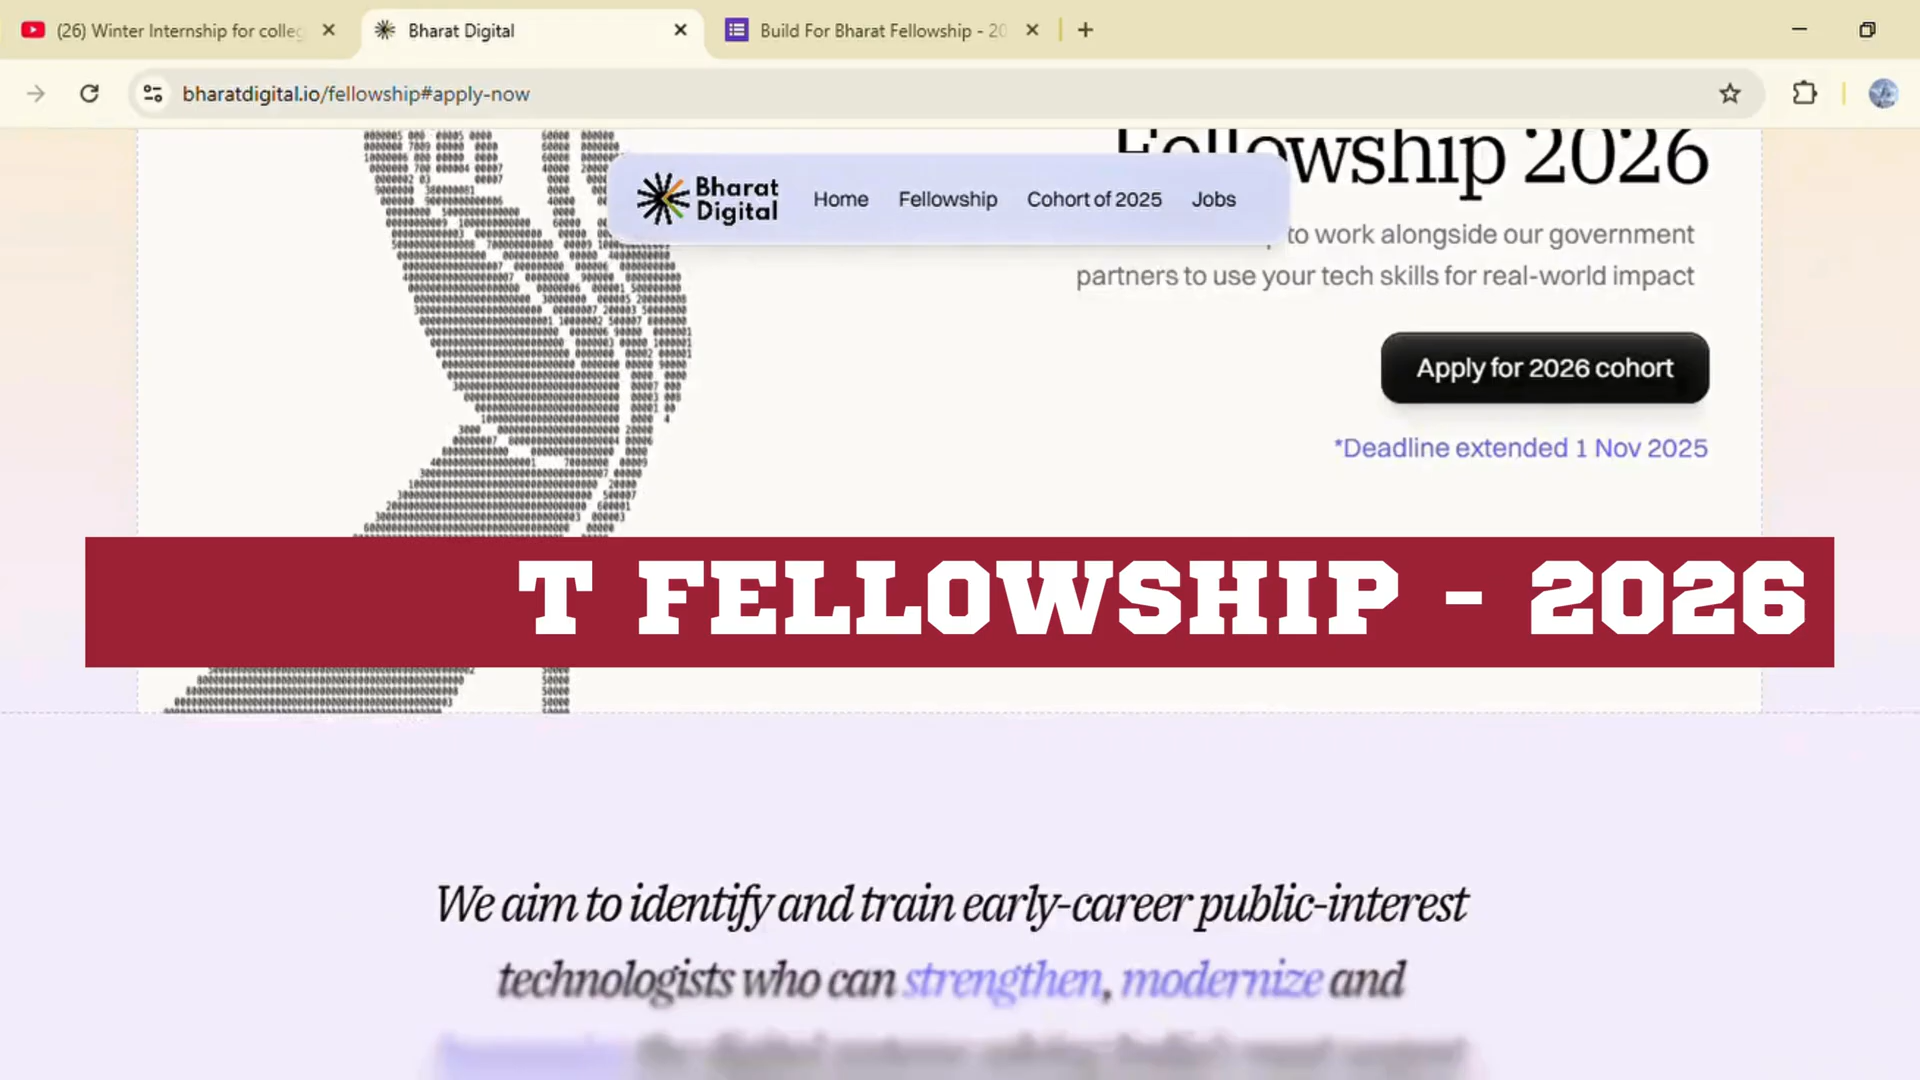 (26) Winter Internship for colleg
Bharat Digital
Build For Bharat Fellowship - 20
bharatdigital.io/fellowship#apply-now
Fellowship 2026
Bharat
Digital
Home
Fellowship
Cohort of 2025
Jobs
to work alongside our government
partners to use your tech skills for real-world impact
Apply for 2026 cohort
*Deadline extended 1 Nov 2025
T FELLOWSHIP - 2026
We aim to identify and train early-career public-interest
technologists who can strengthen, modernize and